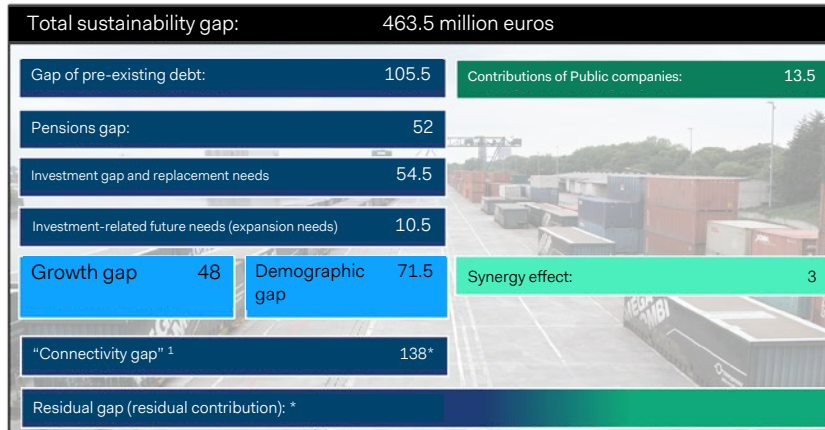 Total sustainability gap: 463.5 million euros
Gap of pre-existing debt: 105.5
Contributions of Public companies: 13.5
Pensions gap: 52
Investment gap and replacement needs 54.5
Investment-related future needs (expansion needs) 10.5
Growth gap 48
Demographic 71.5
gap
Synergy effect: 3
“Connectivity gap” ¹ 138*
Residual gap (residual contribution): *